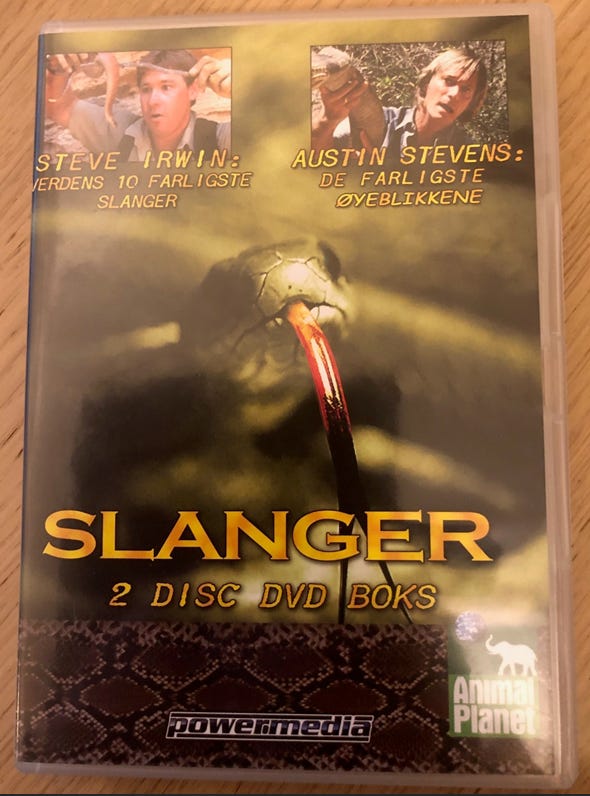 STEVE IRWIN:
VERDENS 10 FARLIGSTE
SLANGER
AUSTIN STEVENS:
DE FARLIGSTE
ØYEBLIKKENE
SLANGER
2 DISC DVD BOKS
powermedia
Animal
Planet